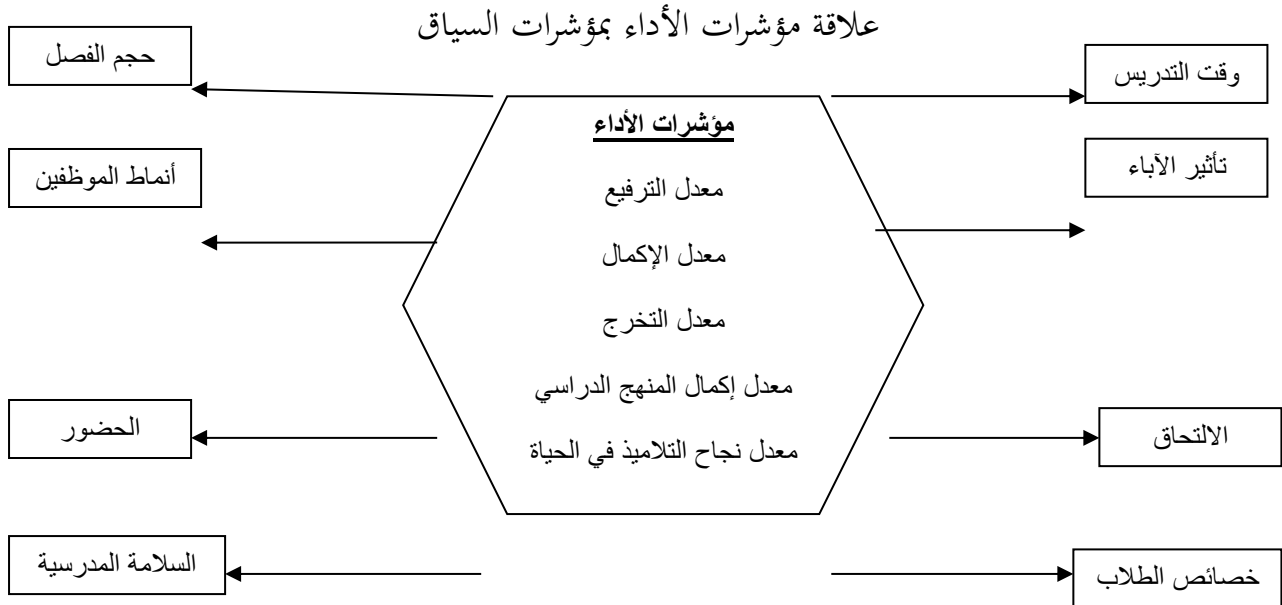 علاقة مؤشرات الأداء بمؤشرات السياق
وقت التدريس
حجم الفصل
مؤشرات الأداء
تأثير الآباء
أنماط الموظفين
معدل الترفيع
معدل الإكمال
معدل التخرج
معدل إكمال المنهج الدراسي
الالتحاق
الحضور
معدل نجاح التلاميذ في الحياة
خصائص الطلاب
السلامة المدرسية